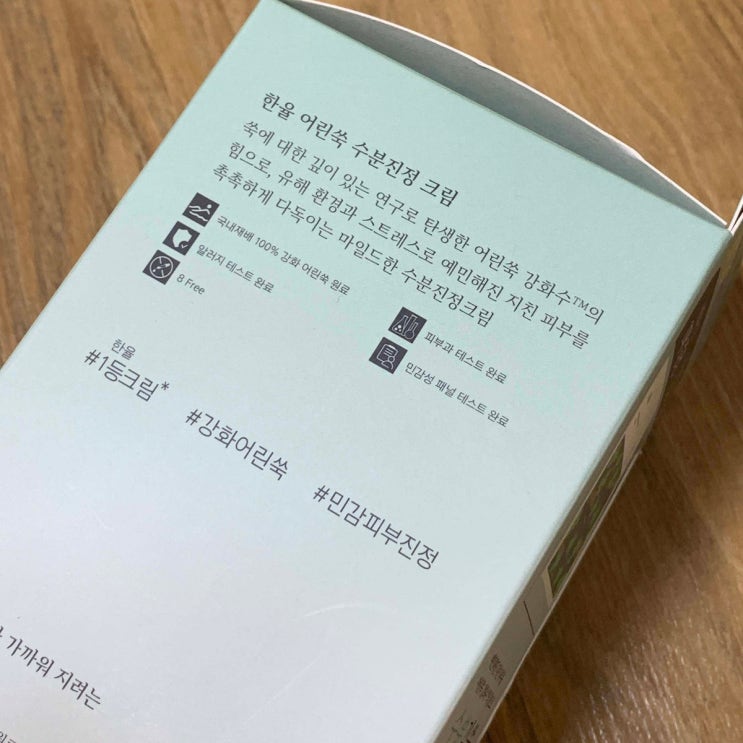 한율 어린쑥 수분진정 크림
쑥에 대한 깊이 있는 연구로 탄생한 어린쑥 강화수™의
힘으로, 유해 환경과 스트레스로 예민해진 지친 피부를
촉촉하게 다독이는 마일드한 수분진정크림
국내재배 100% 강화 어린쑥 원료
알러지 테스트 완료
8 Free
피부과 테스트 완료
민감성 패널 테스트 완료
한율
#1등크림*
#강화어린쑥
#민감피부진정
가까워 지려는